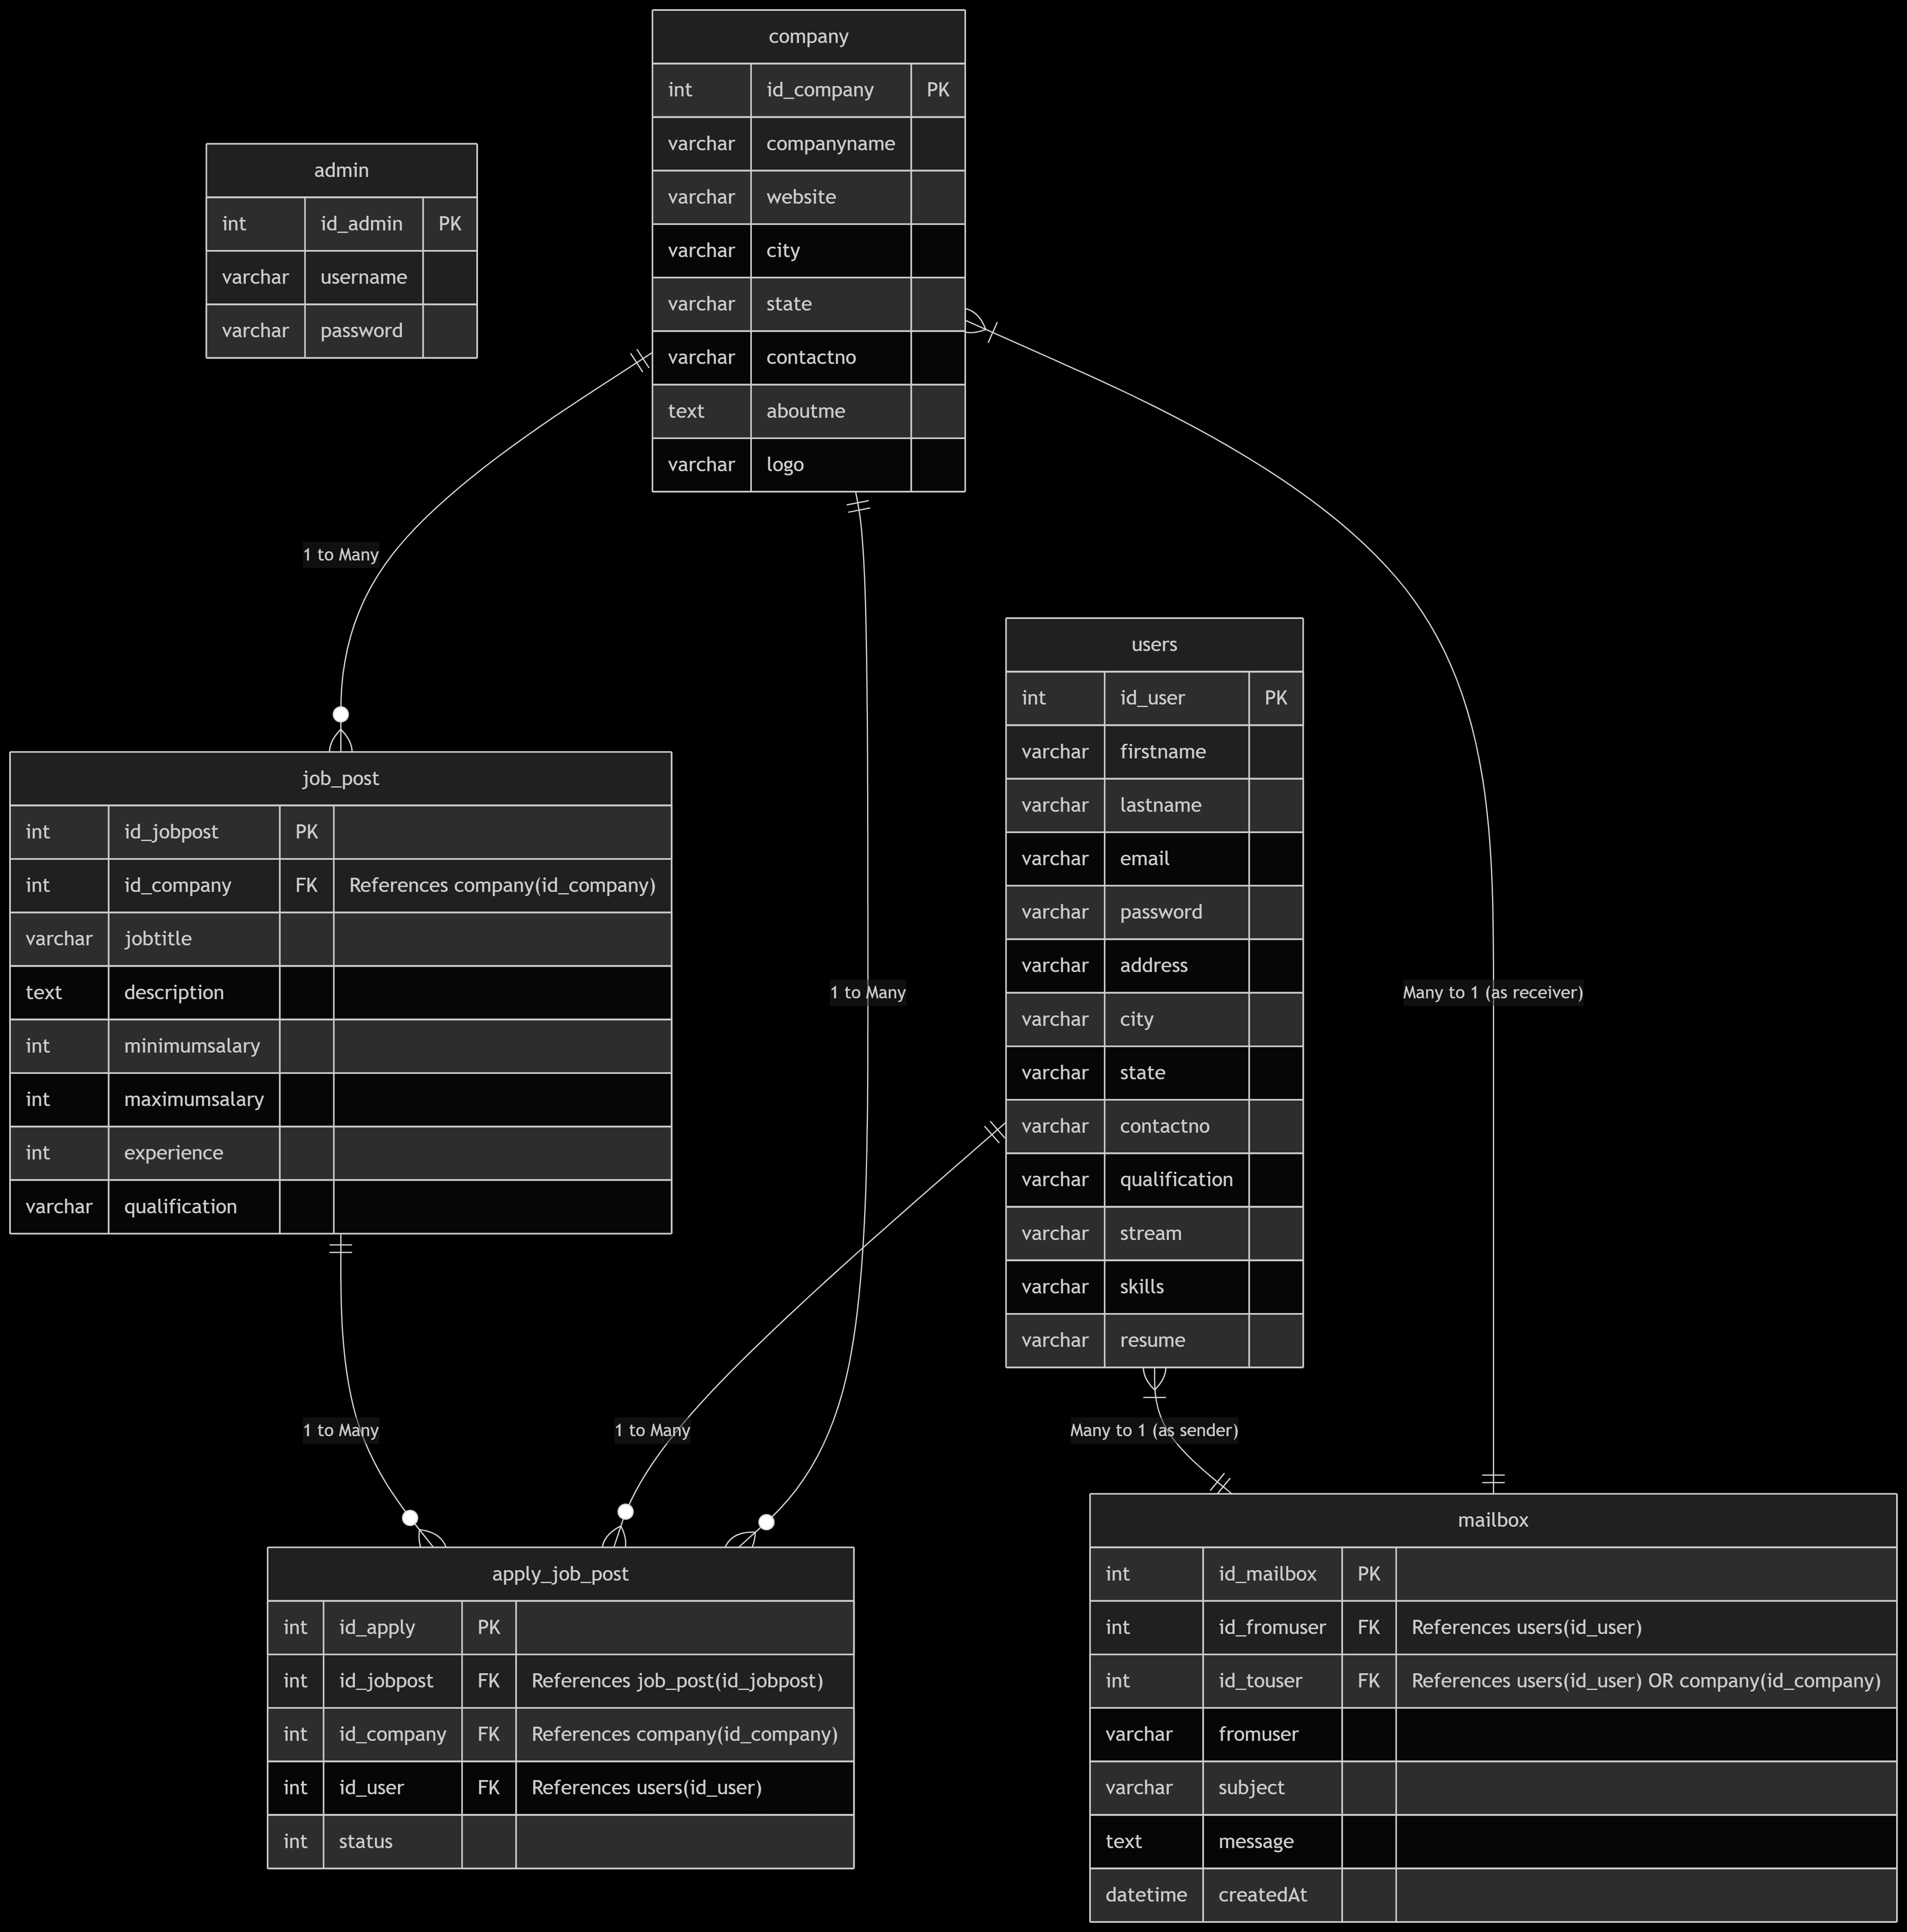 company
int id_company PK
varchar companyname
varchar website
varchar city
varchar state
varchar contactno
text aboutme
varchar logo
admin
int id_admin PK
varchar username
varchar password
1 to Many
users
int id_user PK
varchar firstname
varchar lastname
varchar email
varchar password
varchar address
varchar city
varchar state
varchar contactno
varchar qualification
varchar stream
varchar skills
varchar resume
job_post
int id_jobpost PK
int id_company FK References company(id_company)
varchar jobtitle
text description
int minimumsalary
int maximumsalary
int experience
varchar qualification
1 to Many
Many to 1 (as receiver)
1 to Many
1 to Many
Many to 1 (as sender)
apply_job_post
int id_apply PK
int id_jobpost FK References job_post(id_jobpost)
int id_company FK References company(id_company)
int id_user FK References users(id_user)
int status
mailbox
int id_mailbox PK
int id_fromuser FK References users(id_user)
int id_touser FK References users(id_user) OR company(id_company)
varchar fromuser
varchar subject
text message
datetime createdAt